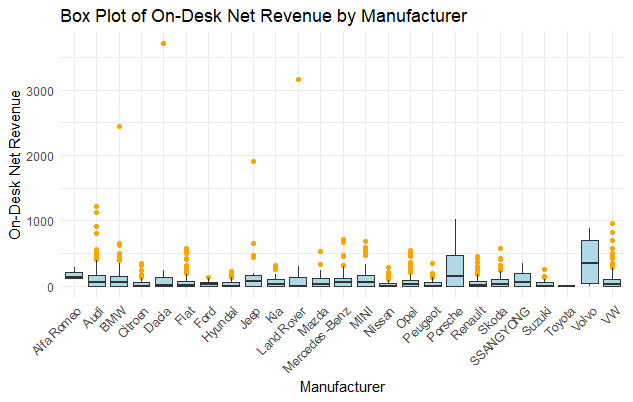 Box Plot of On-Desk Net Revenue by Manufacturer
On-Desk Net Revenue
3000
2000
1000
0
Alfa Romeo
Audi
BMW
Citroen
Dacia
Fiat
Ford
Hyundai
Jeep
Kia
Land Rover
Mazda
Mercedes-Benz
MINI
Nissan
Opel
Peugeot
Porsche
Renault
Skoda
SSANGYONG
Suzuki
Toyota
Volvo
VW
Manufacturer